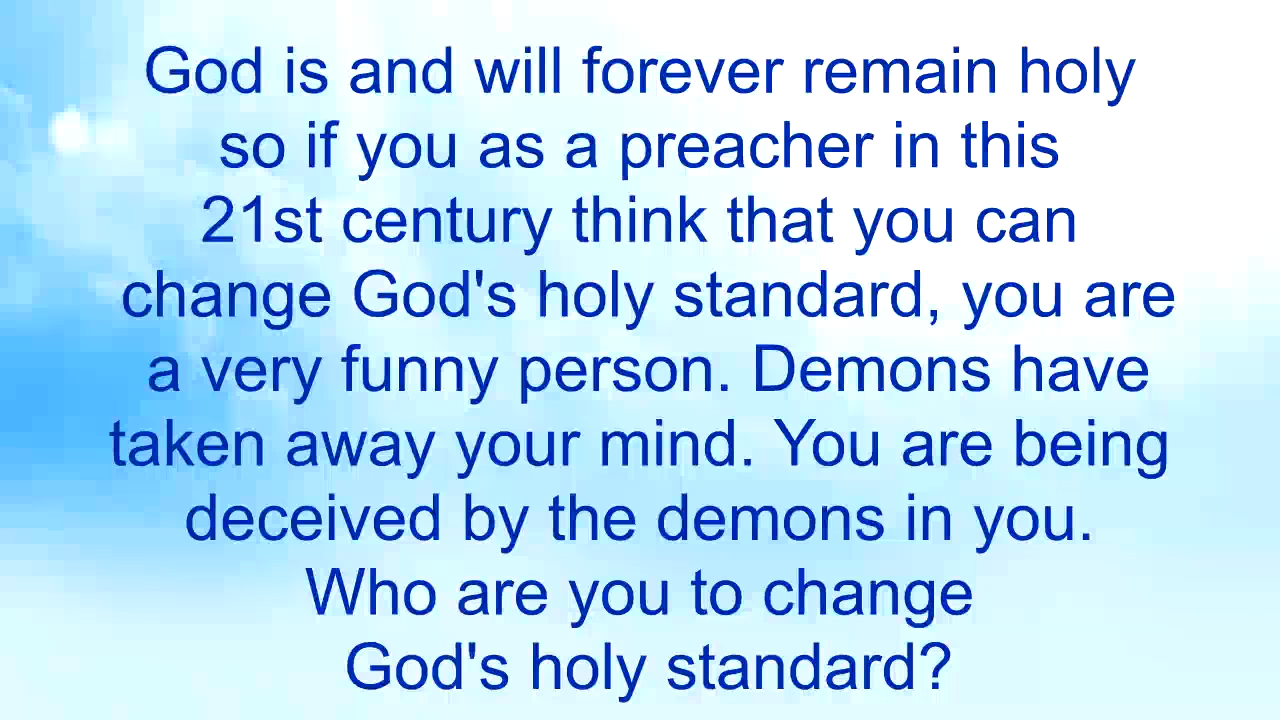 God is and will forever remain holy
so if you as a preacher in this
21st century think that you can
change God's holy standard, you are
a very funny person. Demons have
taken away your mind. You are being
deceived by the demons in you.
Who are you to change
God's holy standard?